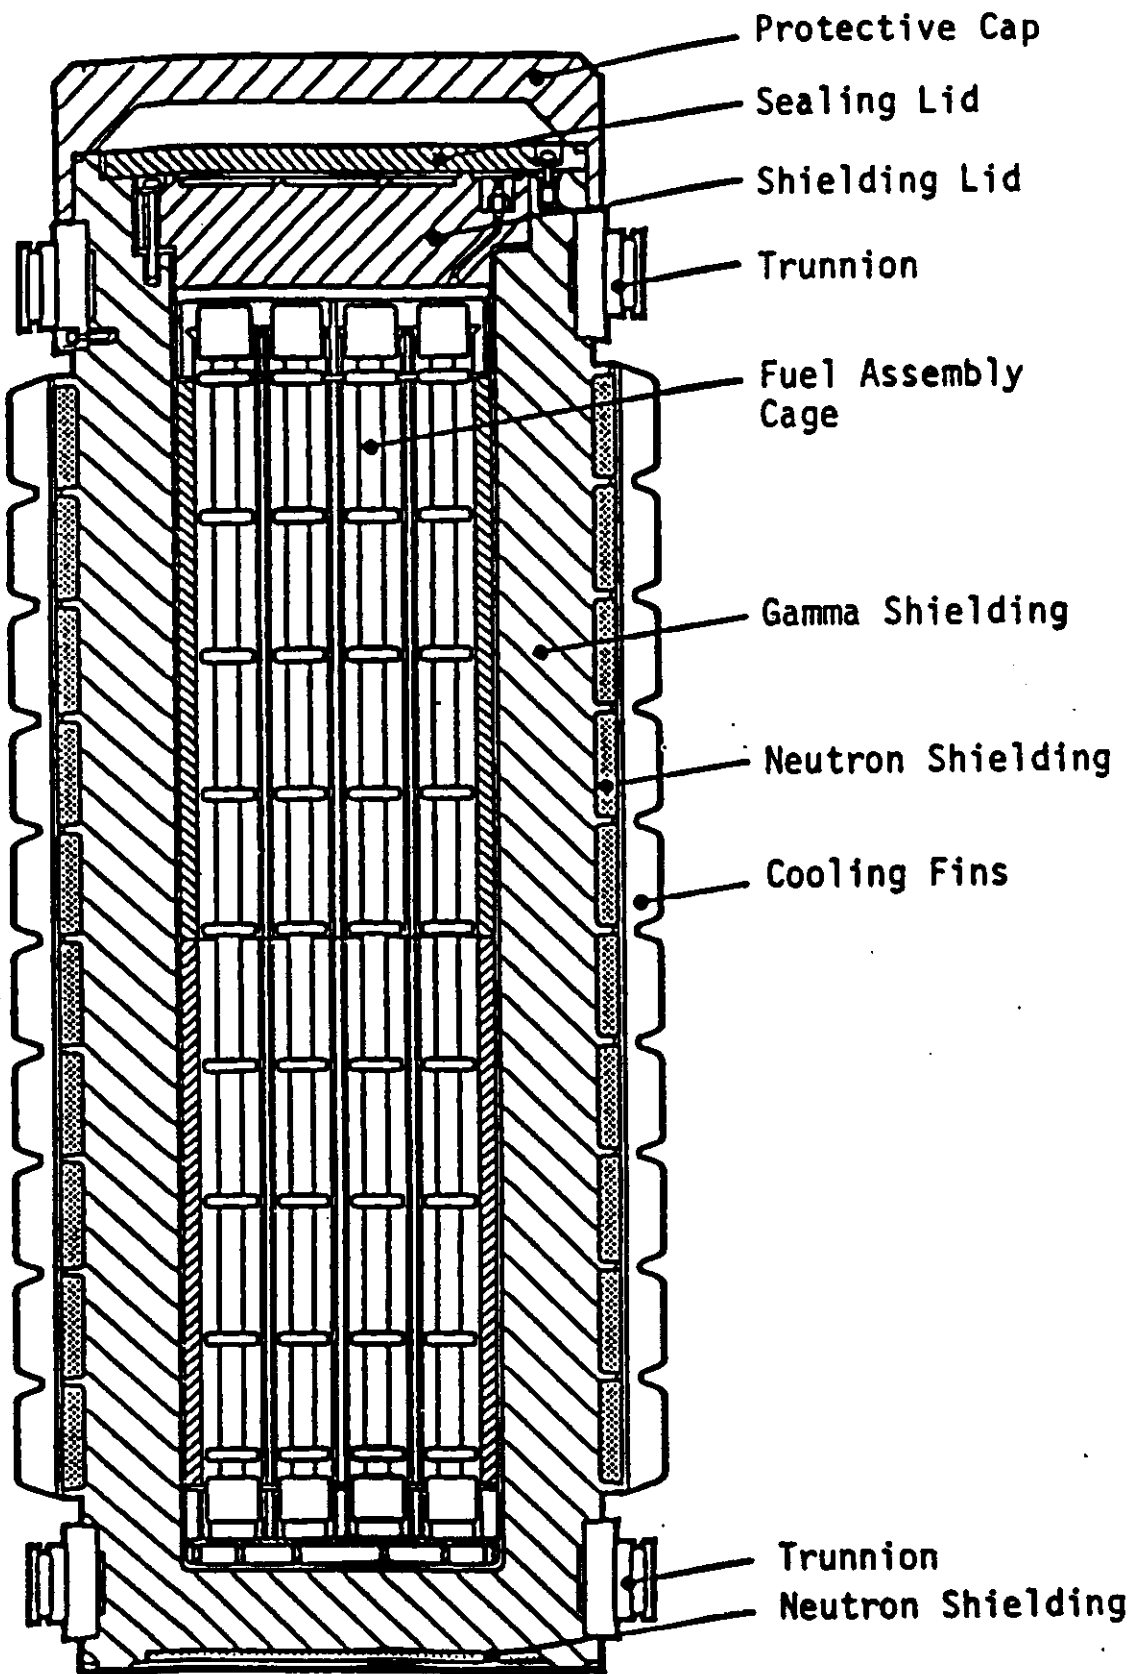 Protective Cap
Sealing Lid
Shielding Lid
Trunnion
Fuel Assembly
Cage
Gamma Shielding
Neutron Shielding
Cooling Fins
Trunnion
Neutron Shielding